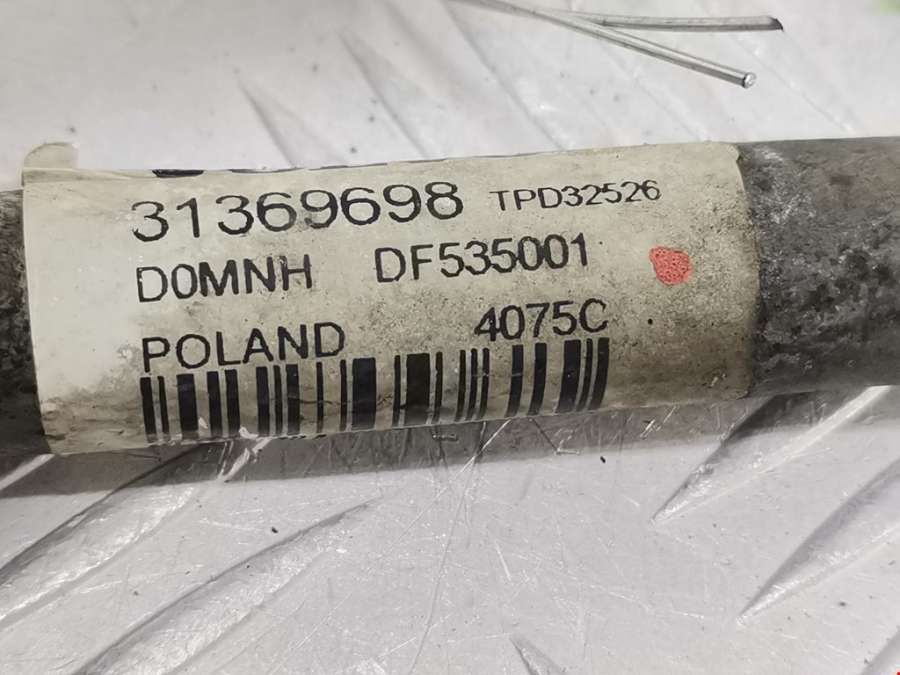 31369698 TPD32526
D0MNH DF535001
POLAND 4075C